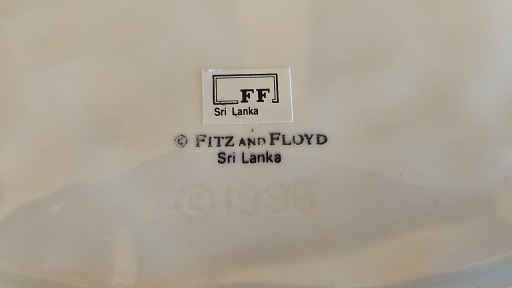 FF
Sri Lanka
© FITZ AND FLOYD
Sri Lanka